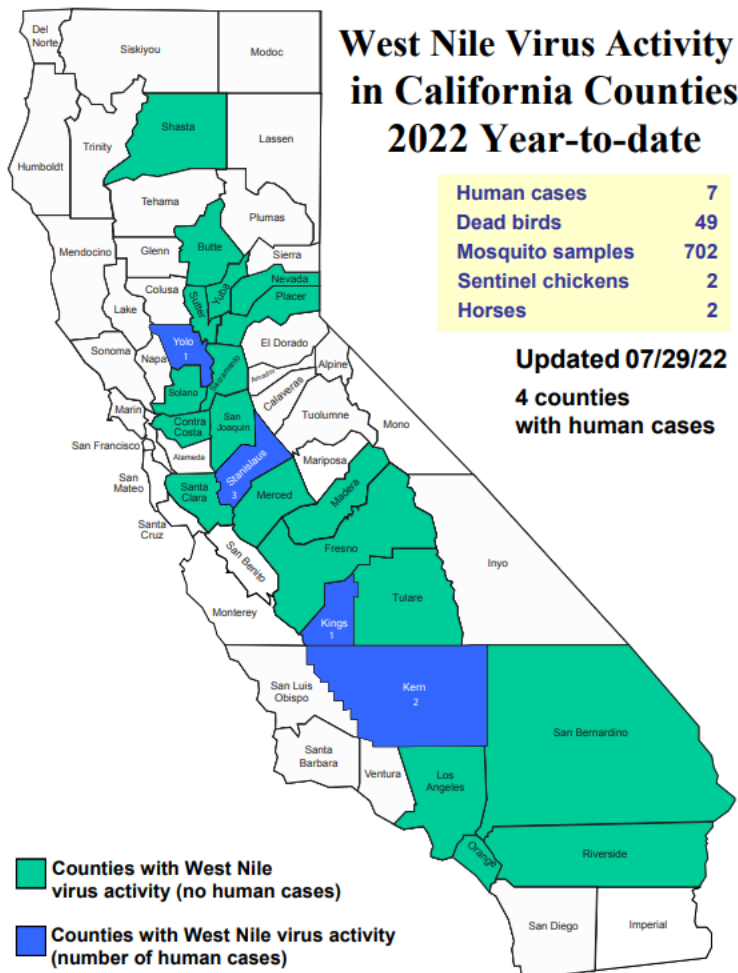 West Nile Virus Activity
in California Counties
2022 Year-to-date
Human cases 7
Dead birds 49
Mosquito samples 702
Sentinel chickens 2
Horses 2
Updated 07/29/22
4 counties
with human cases
Del
Norte
Siskiyou
Modoc
Shasta
Lassen
Trinity
Humboldt
Tehama
Plumas
Mendocino
Glenn
Butte
Sierra
Colusa
Sutter
Yuba
Nevada
Placer
Lake
Sonoma
Napa
Yolo
1
Sacramento
El Dorado
Alpine
Amador
Solano
Calaveras
Marin
Contra
Costa
San
Joaquin
Tuolumne
Mono
San Francisco
Alameda
Stanislaus
3
Mariposa
San
Mateo
Santa
Clara
Merced
Madera
Santa
Cruz
San Benito
Fresno
Inyo
Monterey
Kings
1
Tulare
San Luis
Obispo
Kern
2
San Bernardino
Santa
Barbara
Ventura
Los
Angeles
Orange
Riverside
San Diego
Imperial
Counties with West Nile
virus activity (no human cases)
Counties with West Nile virus activity
(number of human cases)